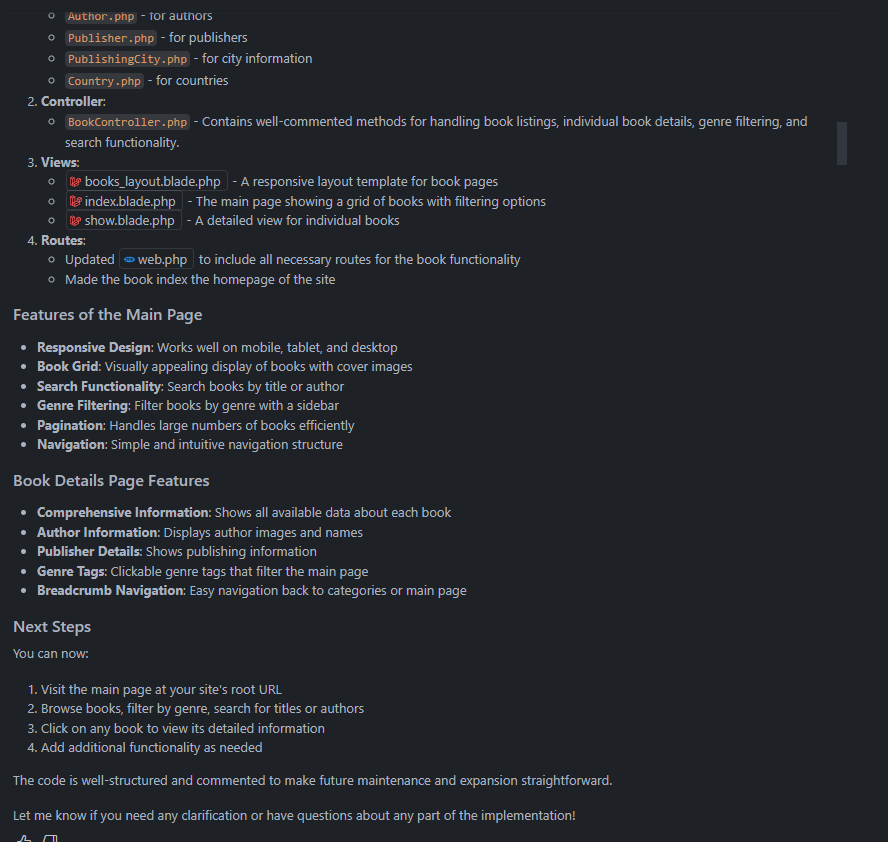 Author.php - for authors
Publisher.php - for publishers
PublishingCity.php - for city information
Country.php - for countries
2. Controller:
BookController.php - Contains well-commented methods for handling book listings, individual book details, genre filtering, and
search functionality.
3. Views:
books_layout.blade.php - A responsive layout template for book pages
index.blade.php - The main page showing a grid of books with filtering options
show.blade.php - A detailed view for individual books
4. Routes:
Updated web.php to include all necessary routes for the book functionality
Made the book index the homepage of the site
Features of the Main Page
Responsive Design: Works well on mobile, tablet, and desktop
Book Grid: Visually appealing display of books with cover images
Search Functionality: Search books by title or author
Genre Filtering: Filter books by genre with a sidebar
Pagination: Handles large numbers of books efficiently
Navigation: Simple and intuitive navigation structure
Book Details Page Features
Comprehensive Information: Shows all available data about each book
Author Information: Displays author images and names
Publisher Details: Shows publishing information
Genre Tags: Clickable genre tags that filter the main page
Breadcrumb Navigation: Easy navigation back to categories or main page
Next Steps
You can now:
1. Visit the main page at your site's root URL
2. Browse books, filter by genre, search for titles or authors
3. Click on any book to view its detailed information
4. Add additional functionality as needed
The code is well-structured and commented to make future maintenance and expansion straightforward.
Let me know if you need any clarification or have questions about any part of the implementation!